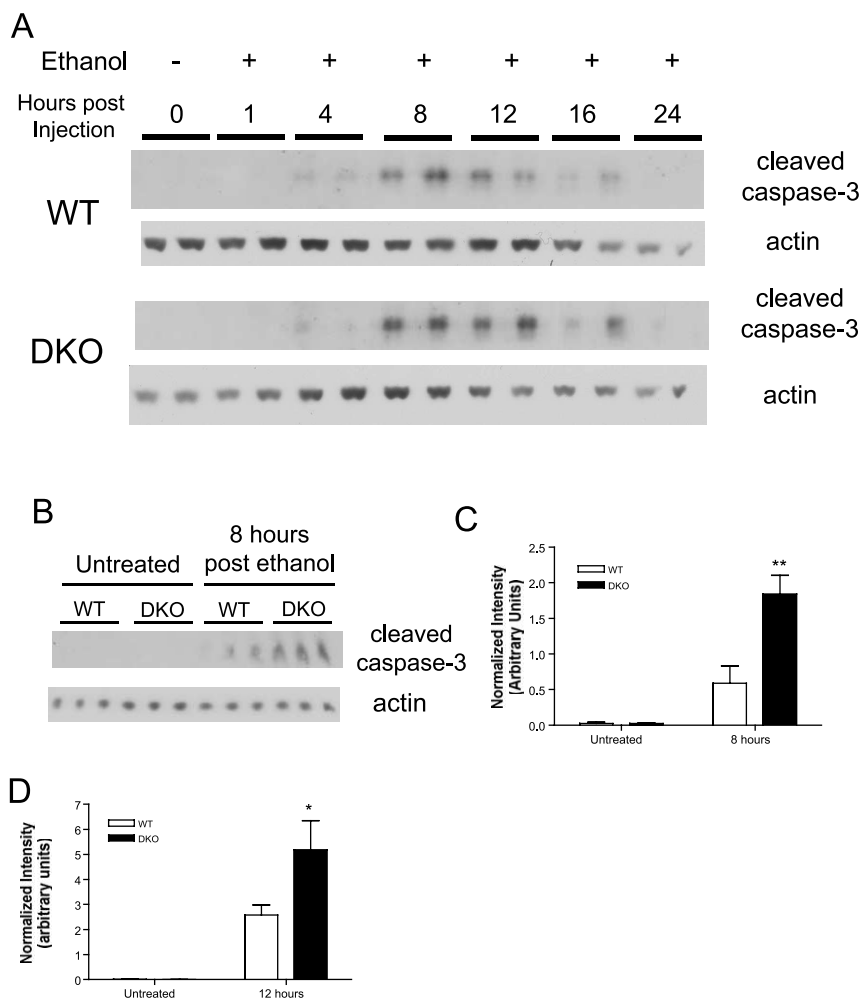 A
Ethanol - + + + + + +
Hours post
Injection
0 1 4 8 12 16 24
WT
cleaved
caspase-3
actin
DKO
cleaved
caspase-3
actin
B
Untreated
8 hours
post ethanol
WT DKO WT DKO
cleaved
caspase-3
actin
C
Normalized Intensity
(Arbitrary Units)
2.5
2.0
1.5
1.0
0.5
0.0
WT
DKO
**
Untreated 8 hours
D
Normalized Intensity
(arbitrary units)
7
6
5
4
3
2
1
0
WT
DKO
*
Untreated 12 hours